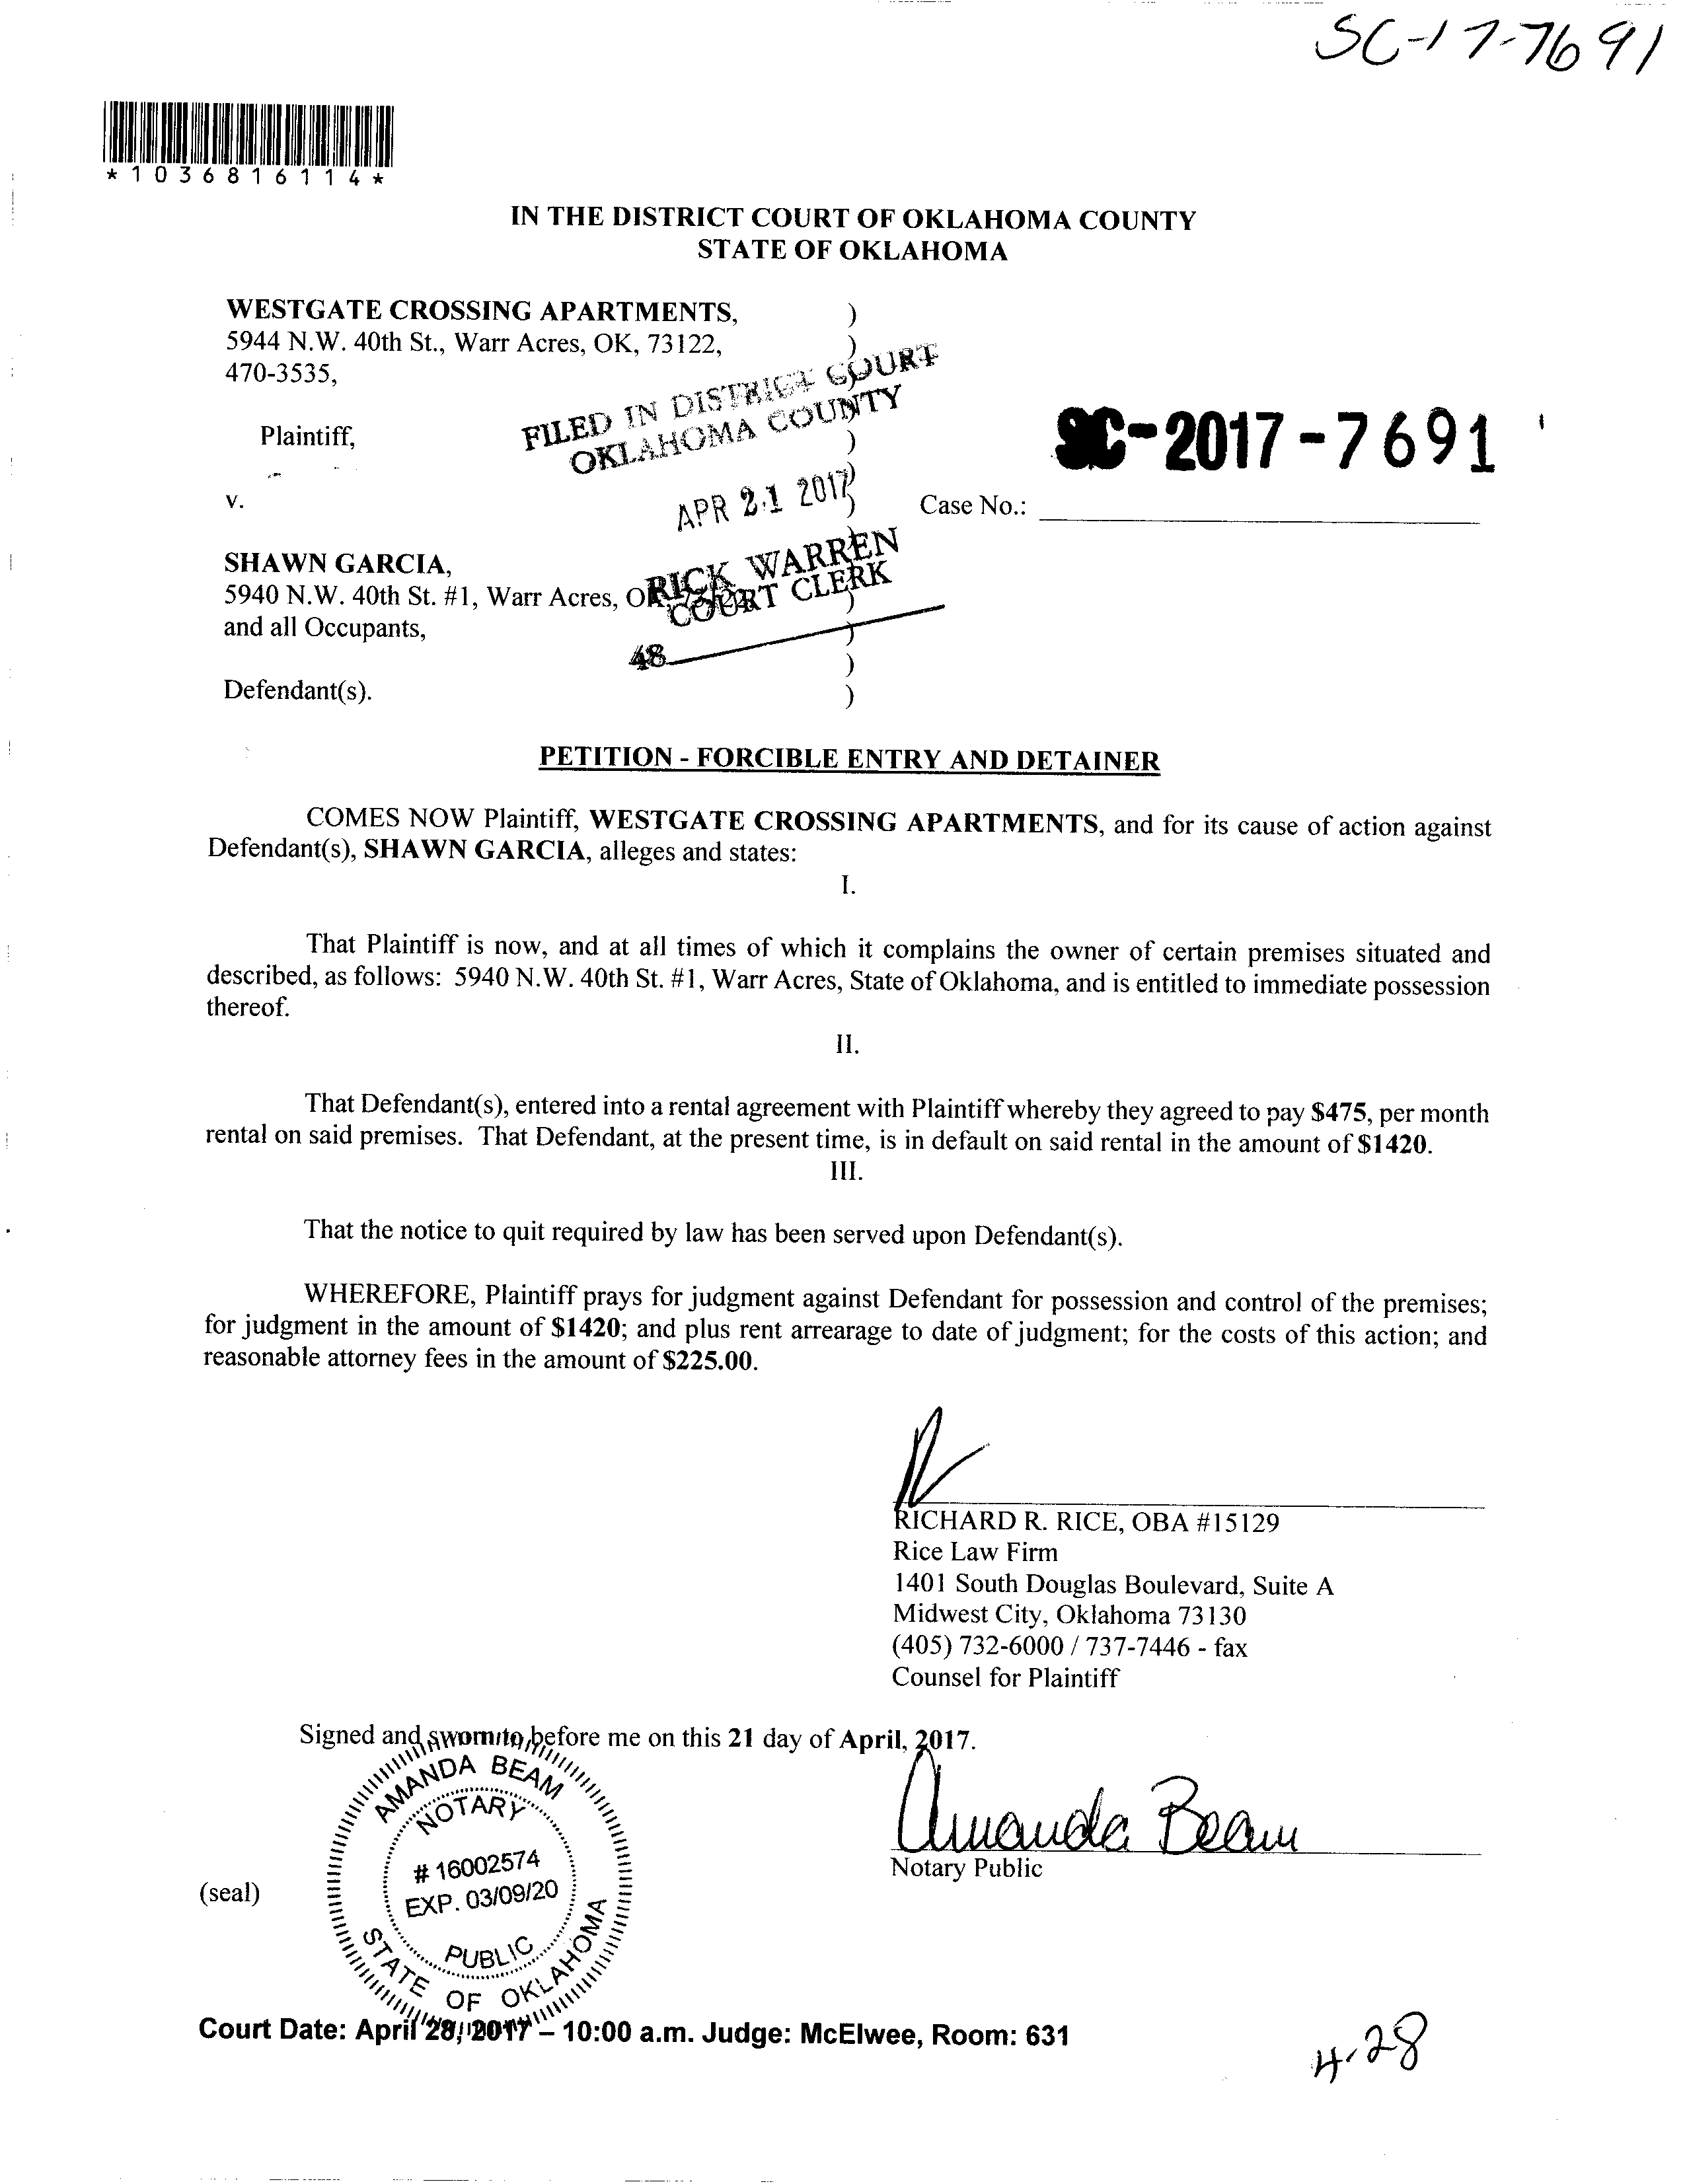 SC-17-7691
*1036816114*
IN THE DISTRICT COURT OF OKLAHOMA COUNTY
STATE OF OKLAHOMA
WESTGATE CROSSING APARTMENTS, )
5944 N.W. 40th St., Warr Acres, OK, 73122, )
470-3535,
FILED IN DISTRICT COURT
OKLAHOMA COUNTY
Plaintiff, )
SC-2017-7691
APR 21 2017
v. ) Case No.:
RICK WARREN
COURT CLERK
SHAWN GARCIA,
5940 N.W. 40th St. #1, Warr Acres, )
and all Occupants, )
48
)
Defendant(s). )
PETITION - FORCIBLE ENTRY AND DETAINER
COMES NOW Plaintiff, WESTGATE CROSSING APARTMENTS, and for its cause of action against
Defendant(s), SHAWN GARCIA, alleges and states:
I.
That Plaintiff is now, and at all times of which it complains the owner of certain premises situated and
described, as follows: 5940 N.W. 40th St. #1, Warr Acres, State of Oklahoma, and is entitled to immediate possession
thereof.
II.
That Defendant(s), entered into a rental agreement with Plaintiff whereby they agreed to pay $475, per month
rental on said premises. That Defendant, at the present time, is in default on said rental in the amount of $1420.
III.
That the notice to quit required by law has been served upon Defendant(s).
WHEREFORE, Plaintiff prays for judgment against Defendant for possession and control of the premises;
for judgment in the amount of $1420; and plus rent arrearage to date of judgment; for the costs of this action; and
reasonable attorney fees in the amount of $225.00.
RICHARD R. RICE, OBA #15129
Rice Law Firm
1401 South Douglas Boulevard, Suite A
Midwest City, Oklahoma 73130
(405) 732-6000 / 737-7446 - fax
Counsel for Plaintiff
Signed and sworn to before me on this 21 day of April, 2017.
AMANDA BEAM
NOTARY
# 16002574
EXP. 03/09/20
PUBLIC
STATE OF OKLAHOMA
Amanda Beam
Notary Public
(seal)
Court Date: April 28, 2017 – 10:00 a.m. Judge: McElwee, Room: 631
4-28